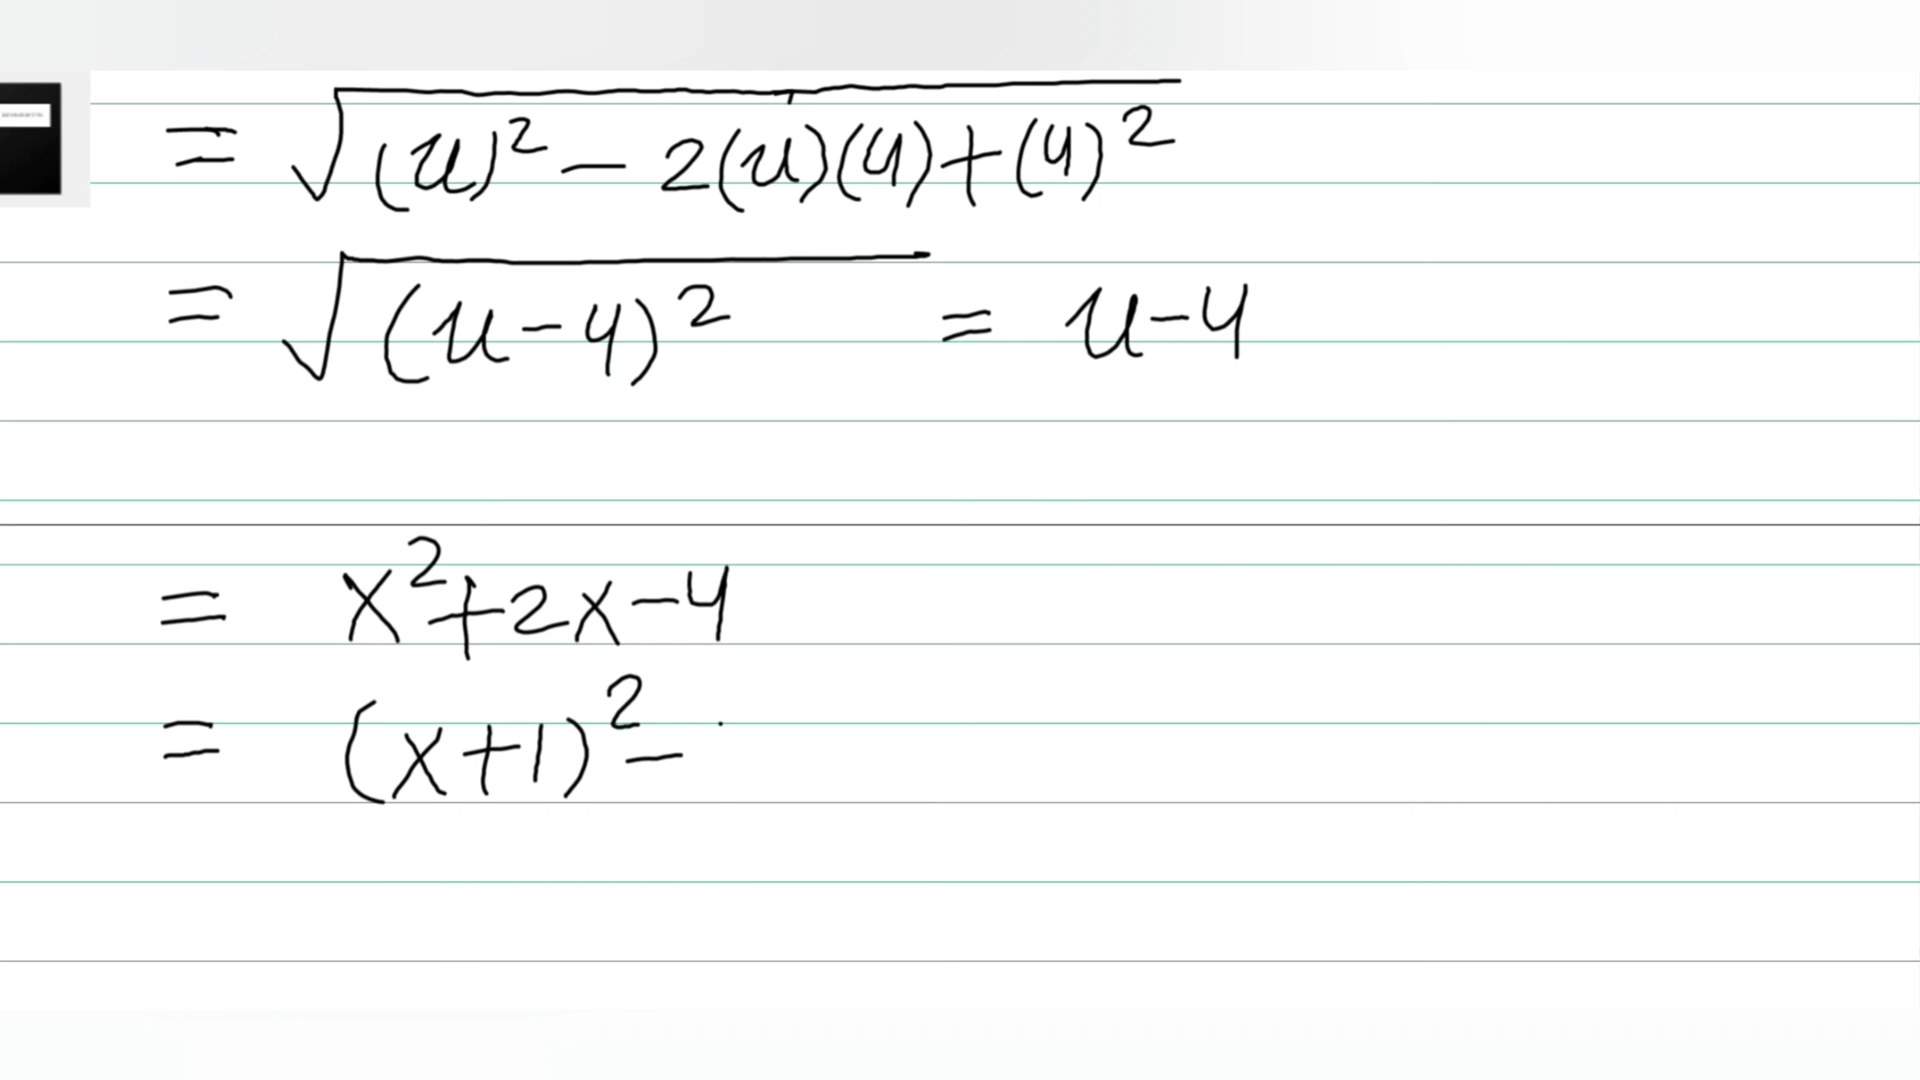 = √((u)² − 2(u)(4)+(4)²)
= √((u−4)²) = u−4
= x²+2x−4
= (x+1)²−